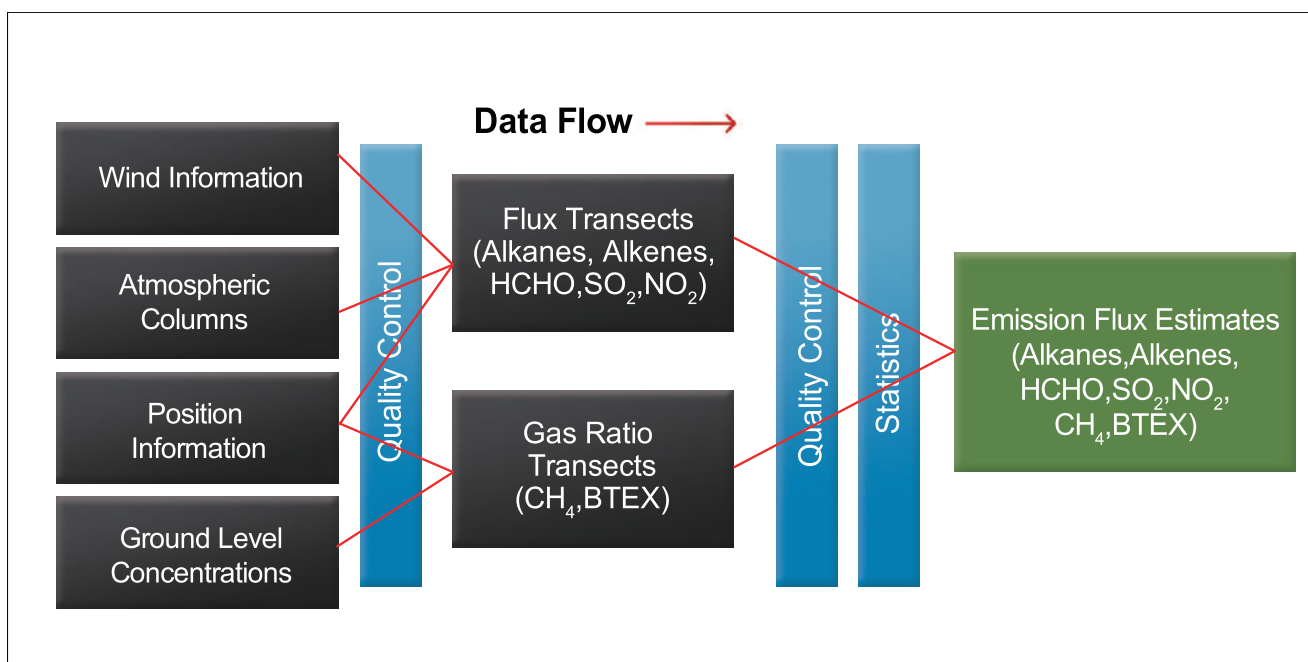 Data Flow
Wind Information
Atmospheric
Columns
Position
Information
Ground Level
Concentrations
Quality Control
Flux Transects
(Alkanes, Alkenes,
HCHO,SO₂,NO₂)
Gas Ratio
Transects
(CH₄,BTEX)
Quality Control
Statistics
Emission Flux Estimates
(Alkanes,Alkenes,
HCHO,SO₂,NO₂,
CH₄,BTEX)